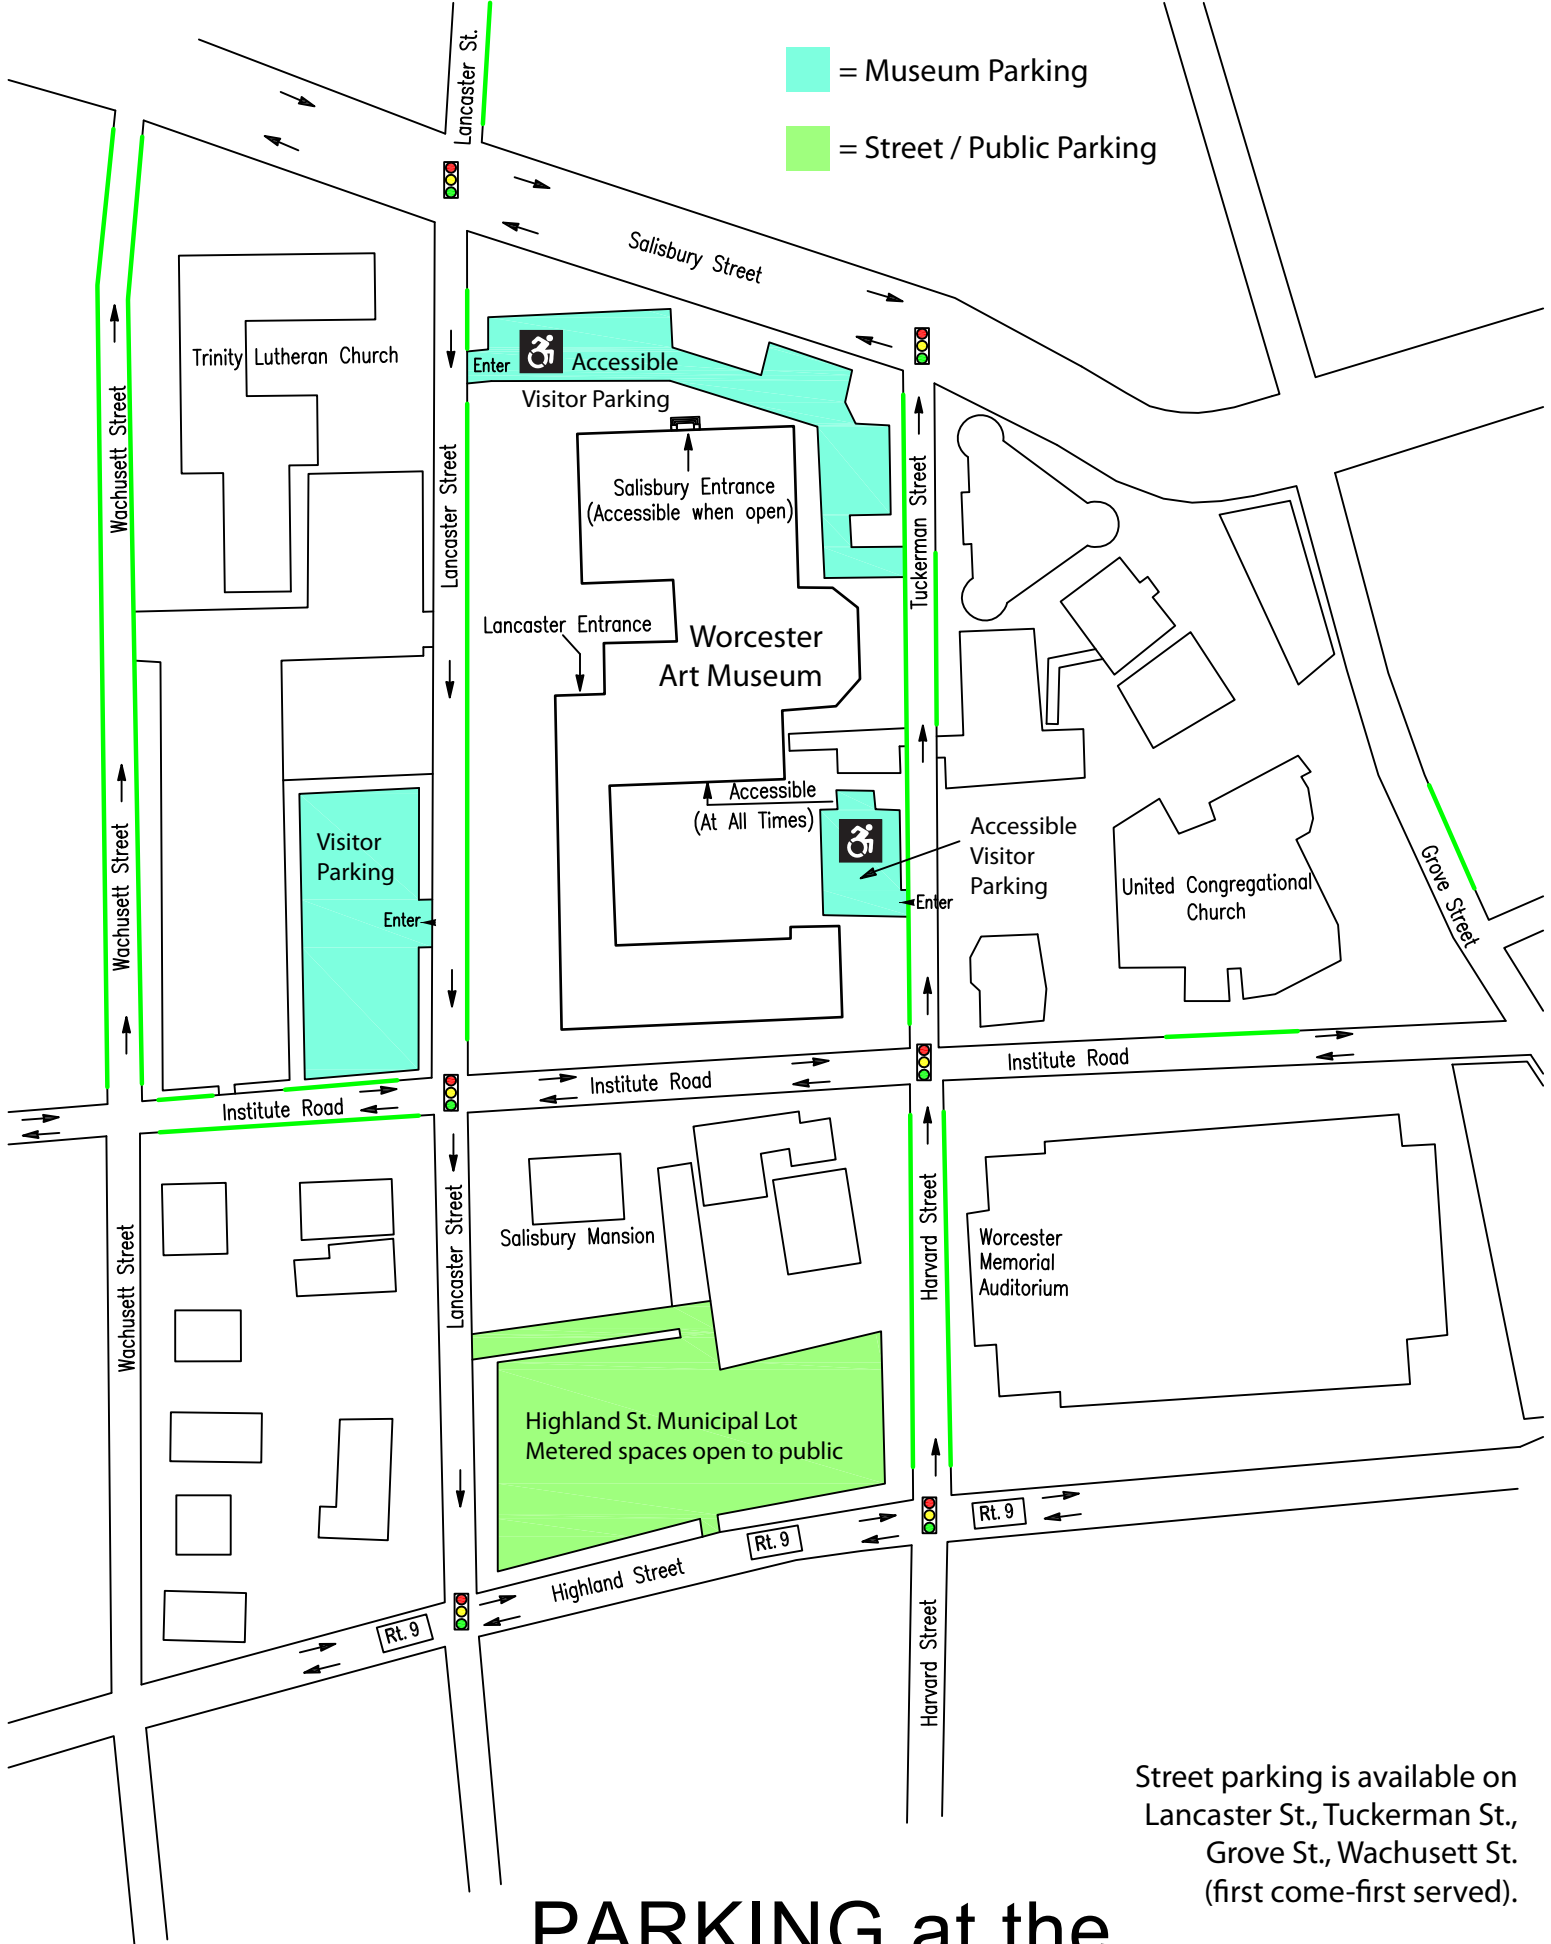 Lancaster St.
= Museum Parking
= Street / Public Parking
Salisbury Street
Trinity Lutheran Church
Enter
Accessible
Visitor Parking
Wachusett Street
Lancaster Street
Salisbury Entrance
(Accessible when open)
Tuckerman Street
Lancaster Entrance
Worcester
Art Museum
Accessible
(At All Times)
Visitor
Parking
Enter
Accessible
Visitor
Parking
Enter
United Congregational
Church
Grove Street
Wachusett Street
Institute Road
Institute Road
Institute Road
Salisbury Mansion
Lancaster Street
Harvard Street
Wachusett Street
Worcester
Memorial
Auditorium
Highland St. Municipal Lot
Metered spaces open to public
Rt. 9
Rt. 9
Highland Street
Rt. 9
Harvard Street
Street parking is available on
Lancaster St., Tuckerman St.,
Grove St., Wachusett St.
(first come-first served).
PARKING at the